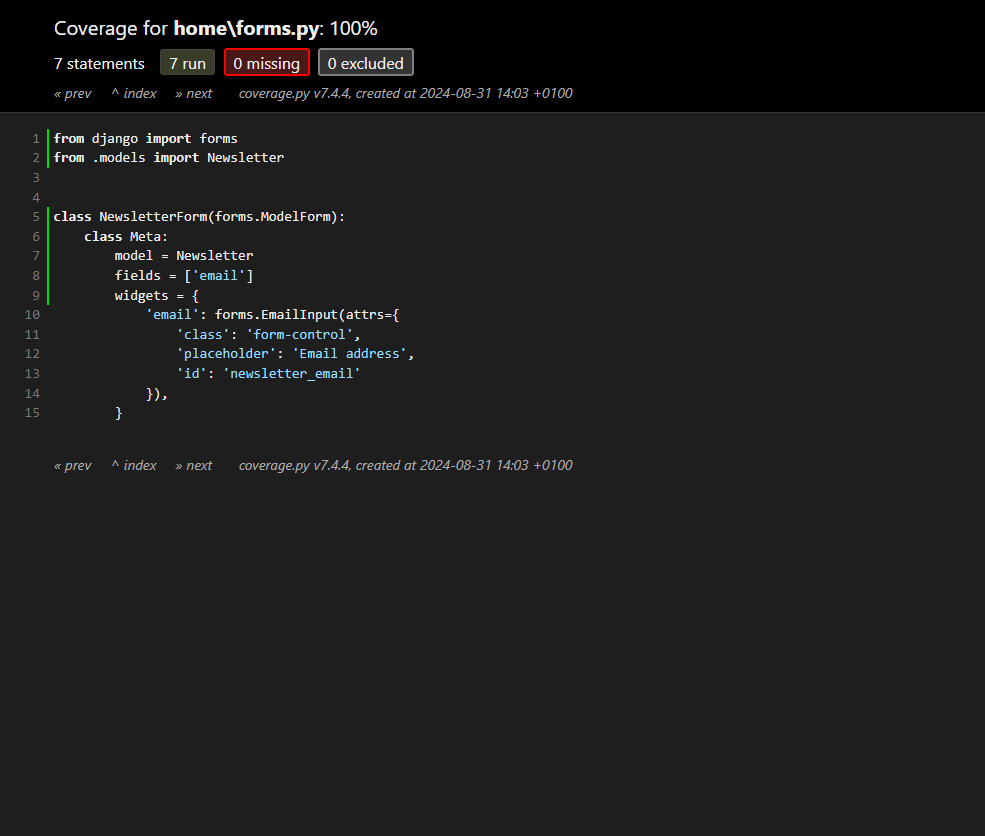 Coverage for home\forms.py: 100%
7 statements 7 run 0 missing 0 excluded
« prev ^ index » next coverage.py v7.4.4, created at 2024-08-31 14:03 +0100
1 from django import forms
2 from .models import Newsletter
3
4
5 class NewsletterForm(forms.ModelForm):
6     class Meta:
7         model = Newsletter
8         fields = ['email']
9         widgets = {
10             'email': forms.EmailInput(attrs={
11                 'class': 'form-control',
12                 'placeholder': 'Email address',
13                 'id': 'newsletter_email'
14             }),
15         }
« prev ^ index » next coverage.py v7.4.4, created at 2024-08-31 14:03 +0100